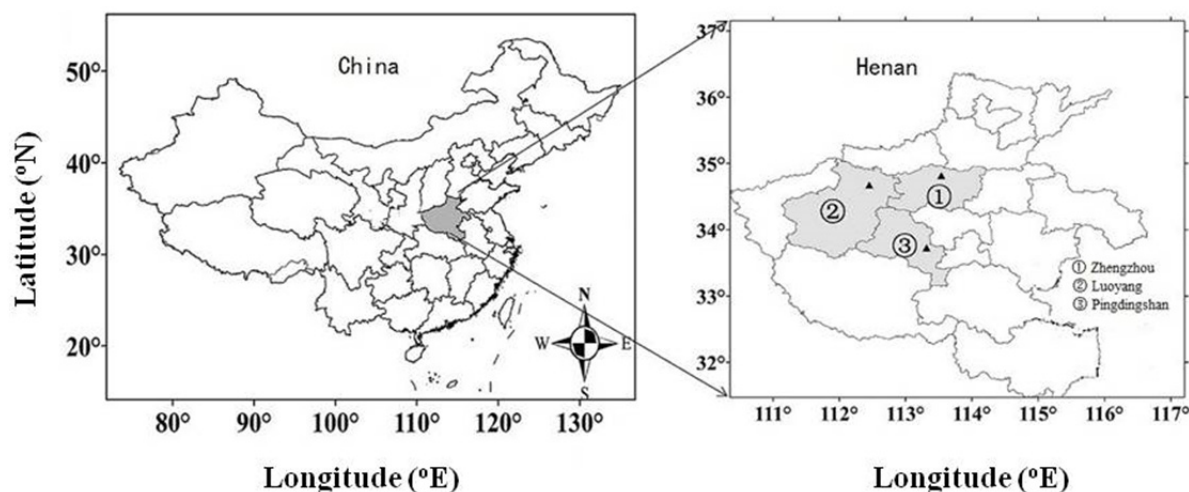 China
50°
40°
30°
20°
Latitude (°N)
80° 90° 100° 110° 120° 130°
Longitude (°E)
N
W E
S
Henan
37°
36°
35°
34°
33°
32°
①
②
③
① Zhengzhou
② Luoyang
③ Pingdingshan
111° 112° 113° 114° 115° 116° 117°
Longitude (°E)